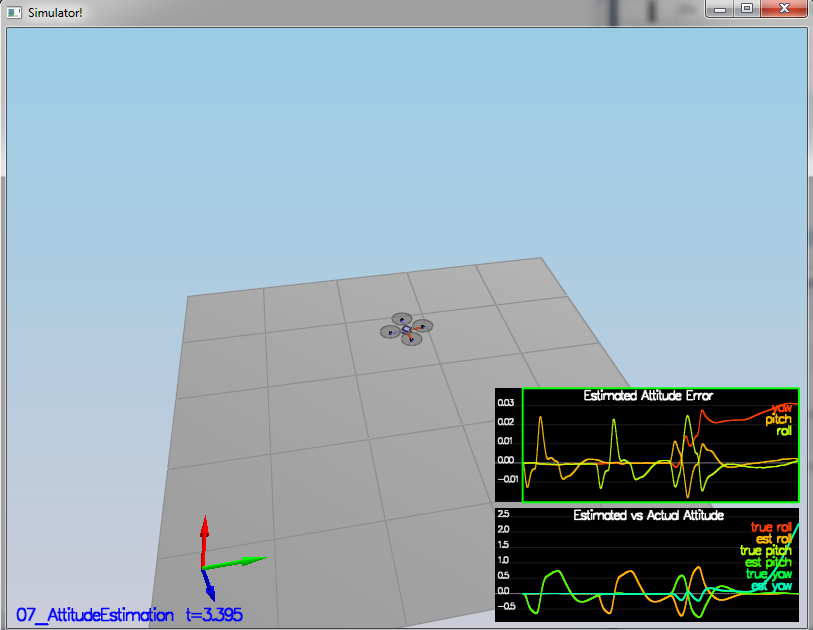 Simulator!
Estimated Attitude Error
0.03
0.02
0.01
0.00
-0.01
yaw
pitch
roll
Estimated vs Actual Attitude
2.5
2.0
1.5
1.0
0.5
0.0
-0.5
true roll
est roll
true pitch
est pitch
true yaw
est yaw
07_AttitudeEstimation t=3.395